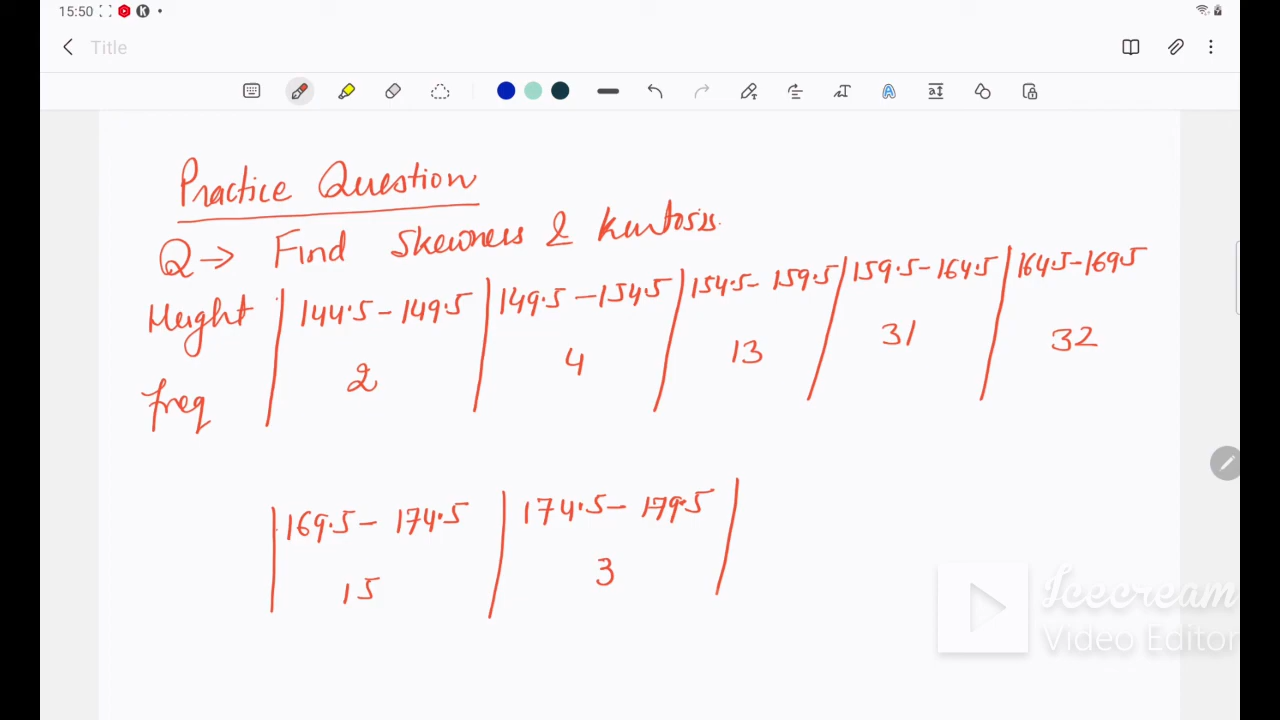 15:50
Title
Practice Question
Q → Find Skewness & Kurtosis.
Height 144.5-149.5 149.5-154.5 154.5-159.5 159.5-164.5 164.5-169.5
freq 2 4 13 31 32
169.5-174.5 174.5-179.5
15 3
Icecream
Video Editor